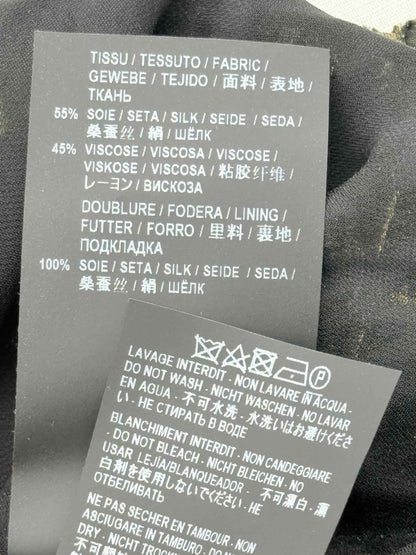 TISSU / TESSUTO / FABRIC /
GEWEBE / TEJIDO / 面料 / 表地 /
ТКАНЬ
55% SOIE / SETA / SILK / SEIDE / SEDA /
桑蚕丝 / 絹 / ШЁЛК
45% VISCOSE / VISCOSA / VISCOSE /
VISKOSE / VISCOSA / 粘胶纤维 /
レーヨン / ВИСКОЗА
DOUBLURE / FODERA / LINING /
FUTTER / FORRO / 里料 / 裏地 /
ПОДКЛАДКА
100% SOIE / SETA / SILK / SEIDE / SEDA /
桑蚕丝 / 絹 / ШЁЛК
P
LAVAGE INTERDIT - NON LAVARE IN ACQUA -
DO NOT WASH - NICHT WASCHEN - NO LAVAR
EN AGUA - 不可水洗 - 水洗いはお避けくださ
い - НЕ СТИРАТЬ В ВОДЕ
BLANCHIMENT INTERDIT - NON CANDEGGIARE
DO NOT BLEACH - NICHT BLEICHEN - NO
USAR LEJIA/BLANQUEADOR - 不可漂白 - 漂
白剤を使用しないでください -НЕ
ОТБЕЛИВАТЬ
NE PAS SECHER EN TAMBOUR - NON
ASCIUGARE IN TAMBURO - DO NOT
DRY - NICHT